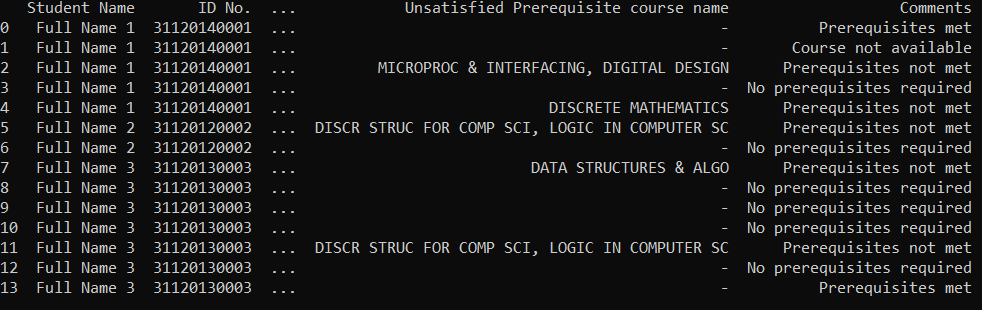 Student Name ID No. ... Unsatisfied Prerequisite course name Comments
0 Full Name 1 31120140001 ... - Prerequisites met
1 Full Name 1 31120140001 ... - Course not available
2 Full Name 1 31120140001 ... MICROPROC & INTERFACING, DIGITAL DESIGN Prerequisites not met
3 Full Name 1 31120140001 ... - No prerequisites required
4 Full Name 1 31120140001 ... DISCRETE MATHEMATICS Prerequisites not met
5 Full Name 2 31120120002 ... DISCR STRUC FOR COMP SCI, LOGIC IN COMPUTER SC Prerequisites not met
6 Full Name 2 31120120002 ... - No prerequisites required
7 Full Name 3 31120130003 ... DATA STRUCTURES & ALGO Prerequisites not met
8 Full Name 3 31120130003 ... - No prerequisites required
9 Full Name 3 31120130003 ... - No prerequisites required
10 Full Name 3 31120130003 ... - No prerequisites required
11 Full Name 3 31120130003 ... DISCR STRUC FOR COMP SCI, LOGIC IN COMPUTER SC Prerequisites not met
12 Full Name 3 31120130003 ... - No prerequisites required
13 Full Name 3 31120130003 ... - Prerequisites met